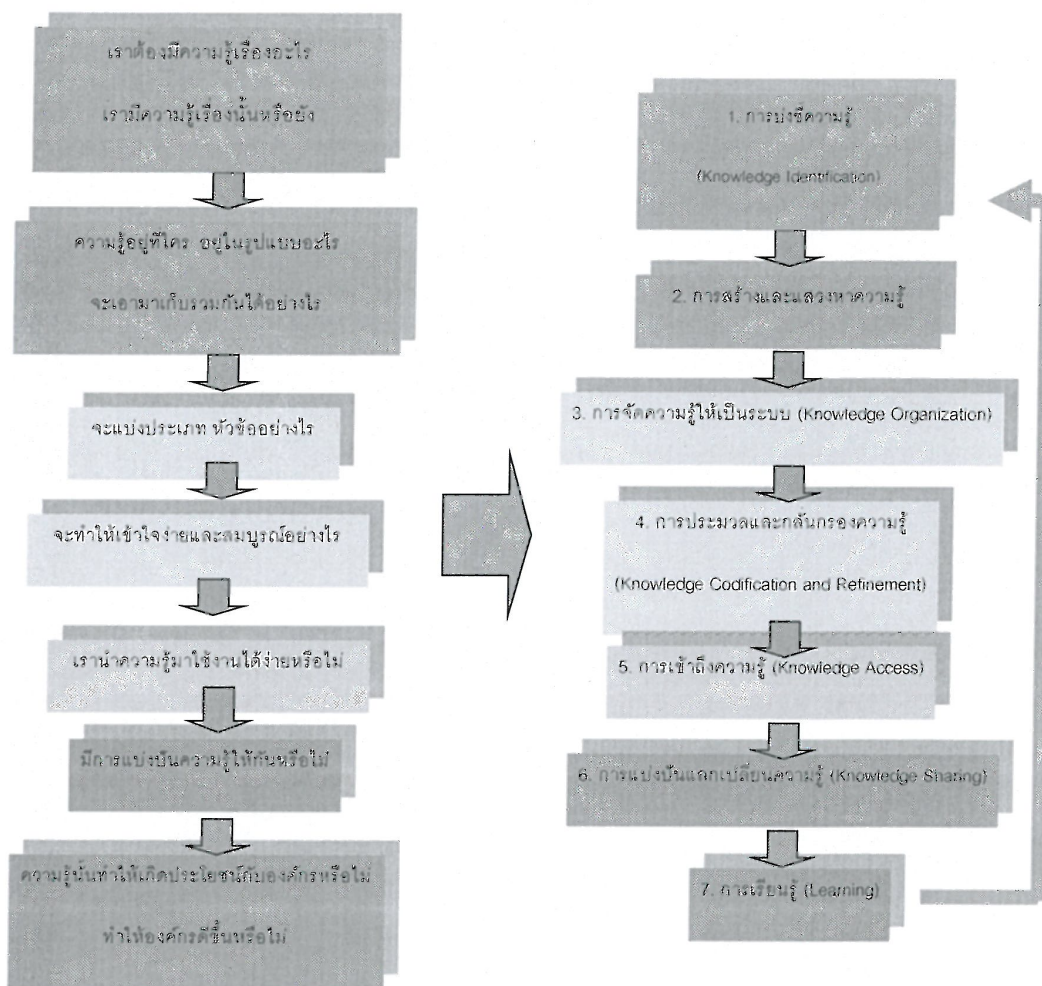 เราต้องมีความรู้เรื่องอะไร
เรามีความรู้เรื่องนั้นหรือยัง
ความรู้อยู่ที่ใคร อยู่ในรูปแบบอะไร
จะเอามาเก็บรวมกันได้อย่างไร
จะแบ่งประเภท หัวข้ออย่างไร
จะทำให้เข้าใจง่ายและสมบูรณ์อย่างไร
เรานำความรู้มาใช้งานได้ง่ายหรือไม่
มีการแบ่งปันความรู้ให้กันหรือไม่
ความรู้นั้นทำให้เกิดประโยชน์กับองค์กรหรือไม่
ทำให้องค์กรดีขึ้นหรือไม่
1. การบ่งชี้ความรู้
(Knowledge Identification)
2. การสร้างและแสวงหาความรู้
3. การจัดความรู้ให้เป็นระบบ (Knowledge Organization)
4. การประมวลและกลั่นกรองความรู้
(Knowledge Codification and Refinement)
5. การเข้าถึงความรู้ (Knowledge Access)
6. การแบ่งปันแลกเปลี่ยนความรู้ (Knowledge Sharing)
7. การเรียนรู้ (Learning)